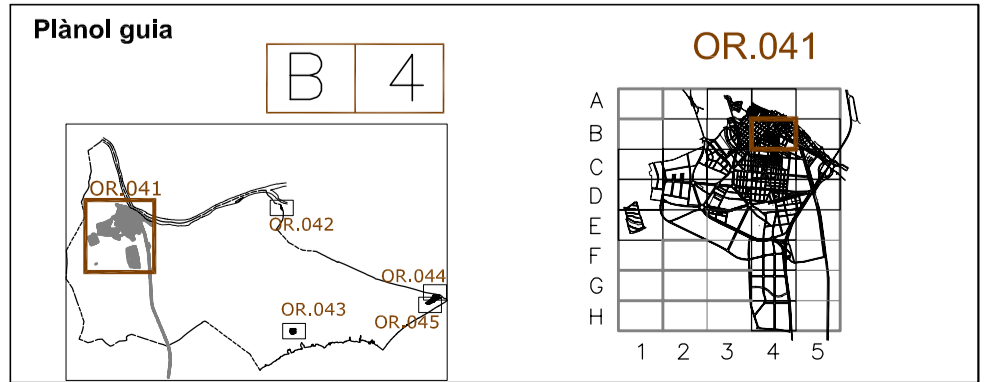 Plànol guia
B 4
OR.041
OR.041
OR.042
OR.044
OR.043
OR.045
A
B
C
D
E
F
G
H
1 2 3 4 5